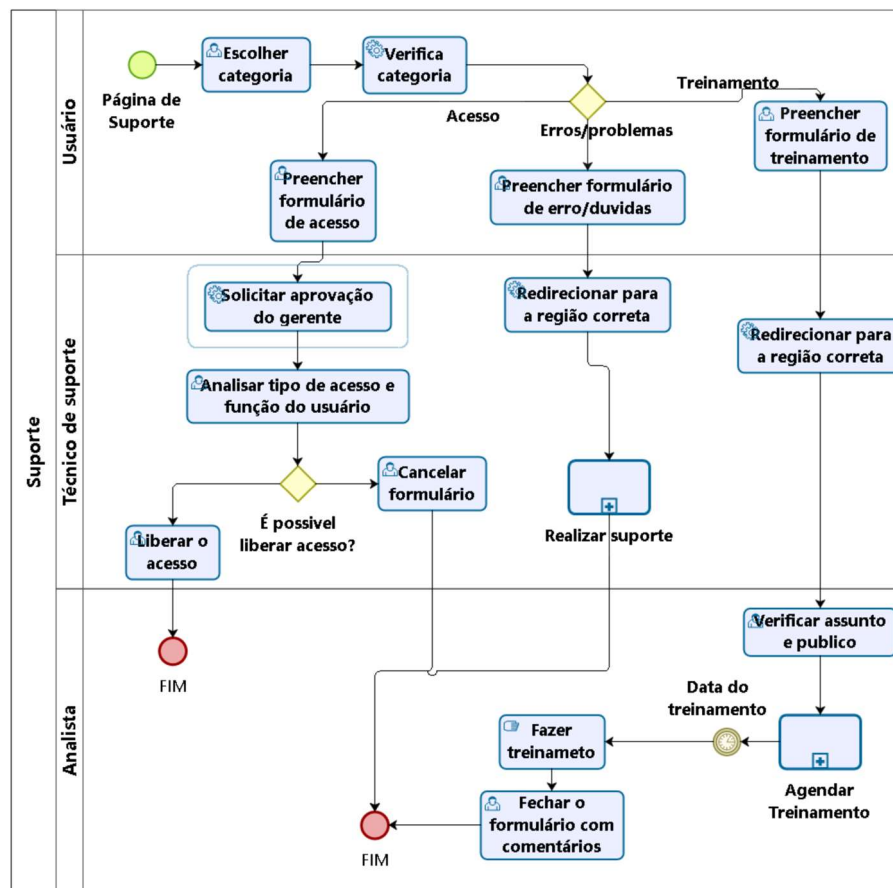 Suporte
Usuário
Técnico de suporte
Analista
Página de
Suporte
Escolher
categoria
Verifica
categoria
Acesso
Erros/problemas
Treinamento
Preencher
formulário
de acesso
Preencher formulário
de erro/duvidas
Preencher
formulário de
treinamento
Solicitar aprovação
do gerente
Redirecionar para
a região correta
Redirecionar para
a região correta
Analisar tipo de acesso e
função do usuário
É possivel
liberar acesso?
Cancelar
formulário
Liberar o
acesso
Realizar suporte
FIM
Verificar assunto
e publico
Agendar
Treinamento
Data do
treinamento
Fazer
treinameto
Fechar o
formulário com
comentários
FIM